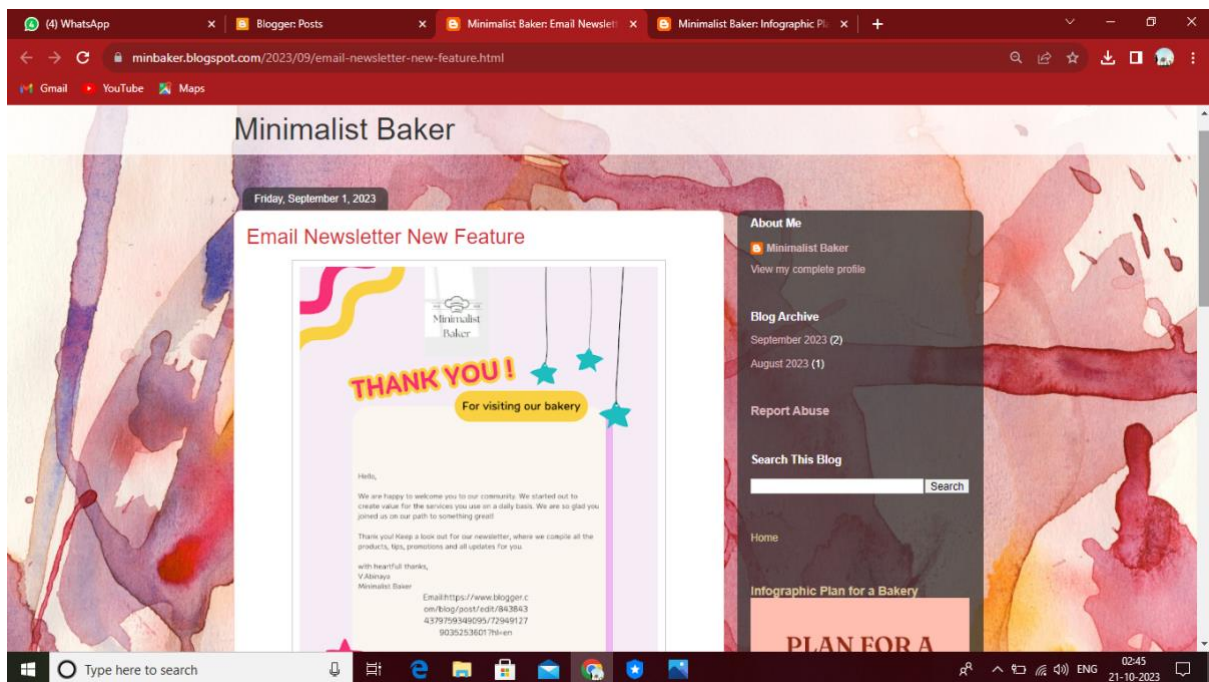 (4) WhatsApp
Blogger: Posts
Minimalist Baker: Email Newslett
Minimalist Baker: Infographic Pla
minbaker.blogspot.com/2023/09/email-newsletter-new-feature.html
Gmail
YouTube
Maps
Minimalist Baker
Friday, September 1, 2023
Email Newsletter New Feature
Minimalist
Baker
THANK YOU !
For visiting our bakery
Hello,
We are happy to welcome you to our community. We started out to
create value for the services you use on a daily basis. We are so glad you
joined us on our path to something great!
Thank you! Keep a look out for our newsletter, where we compile all the
products, tips, promotions and all updates for you.
with heartfull thanks,
V.Abinaya
Minimalist Baker
Email:https://www.blogger.c
om/blog/post/edit/843843
4379759349095/72949127
9035253601?hl=en
About Me
Minimalist Baker
View my complete profile
Blog Archive
September 2023 (2)
August 2023 (1)
Report Abuse
Search This Blog
Search
Home
Infographic Plan for a Bakery
PLAN FOR A
Type here to search
ENG
02:45
21-10-2023